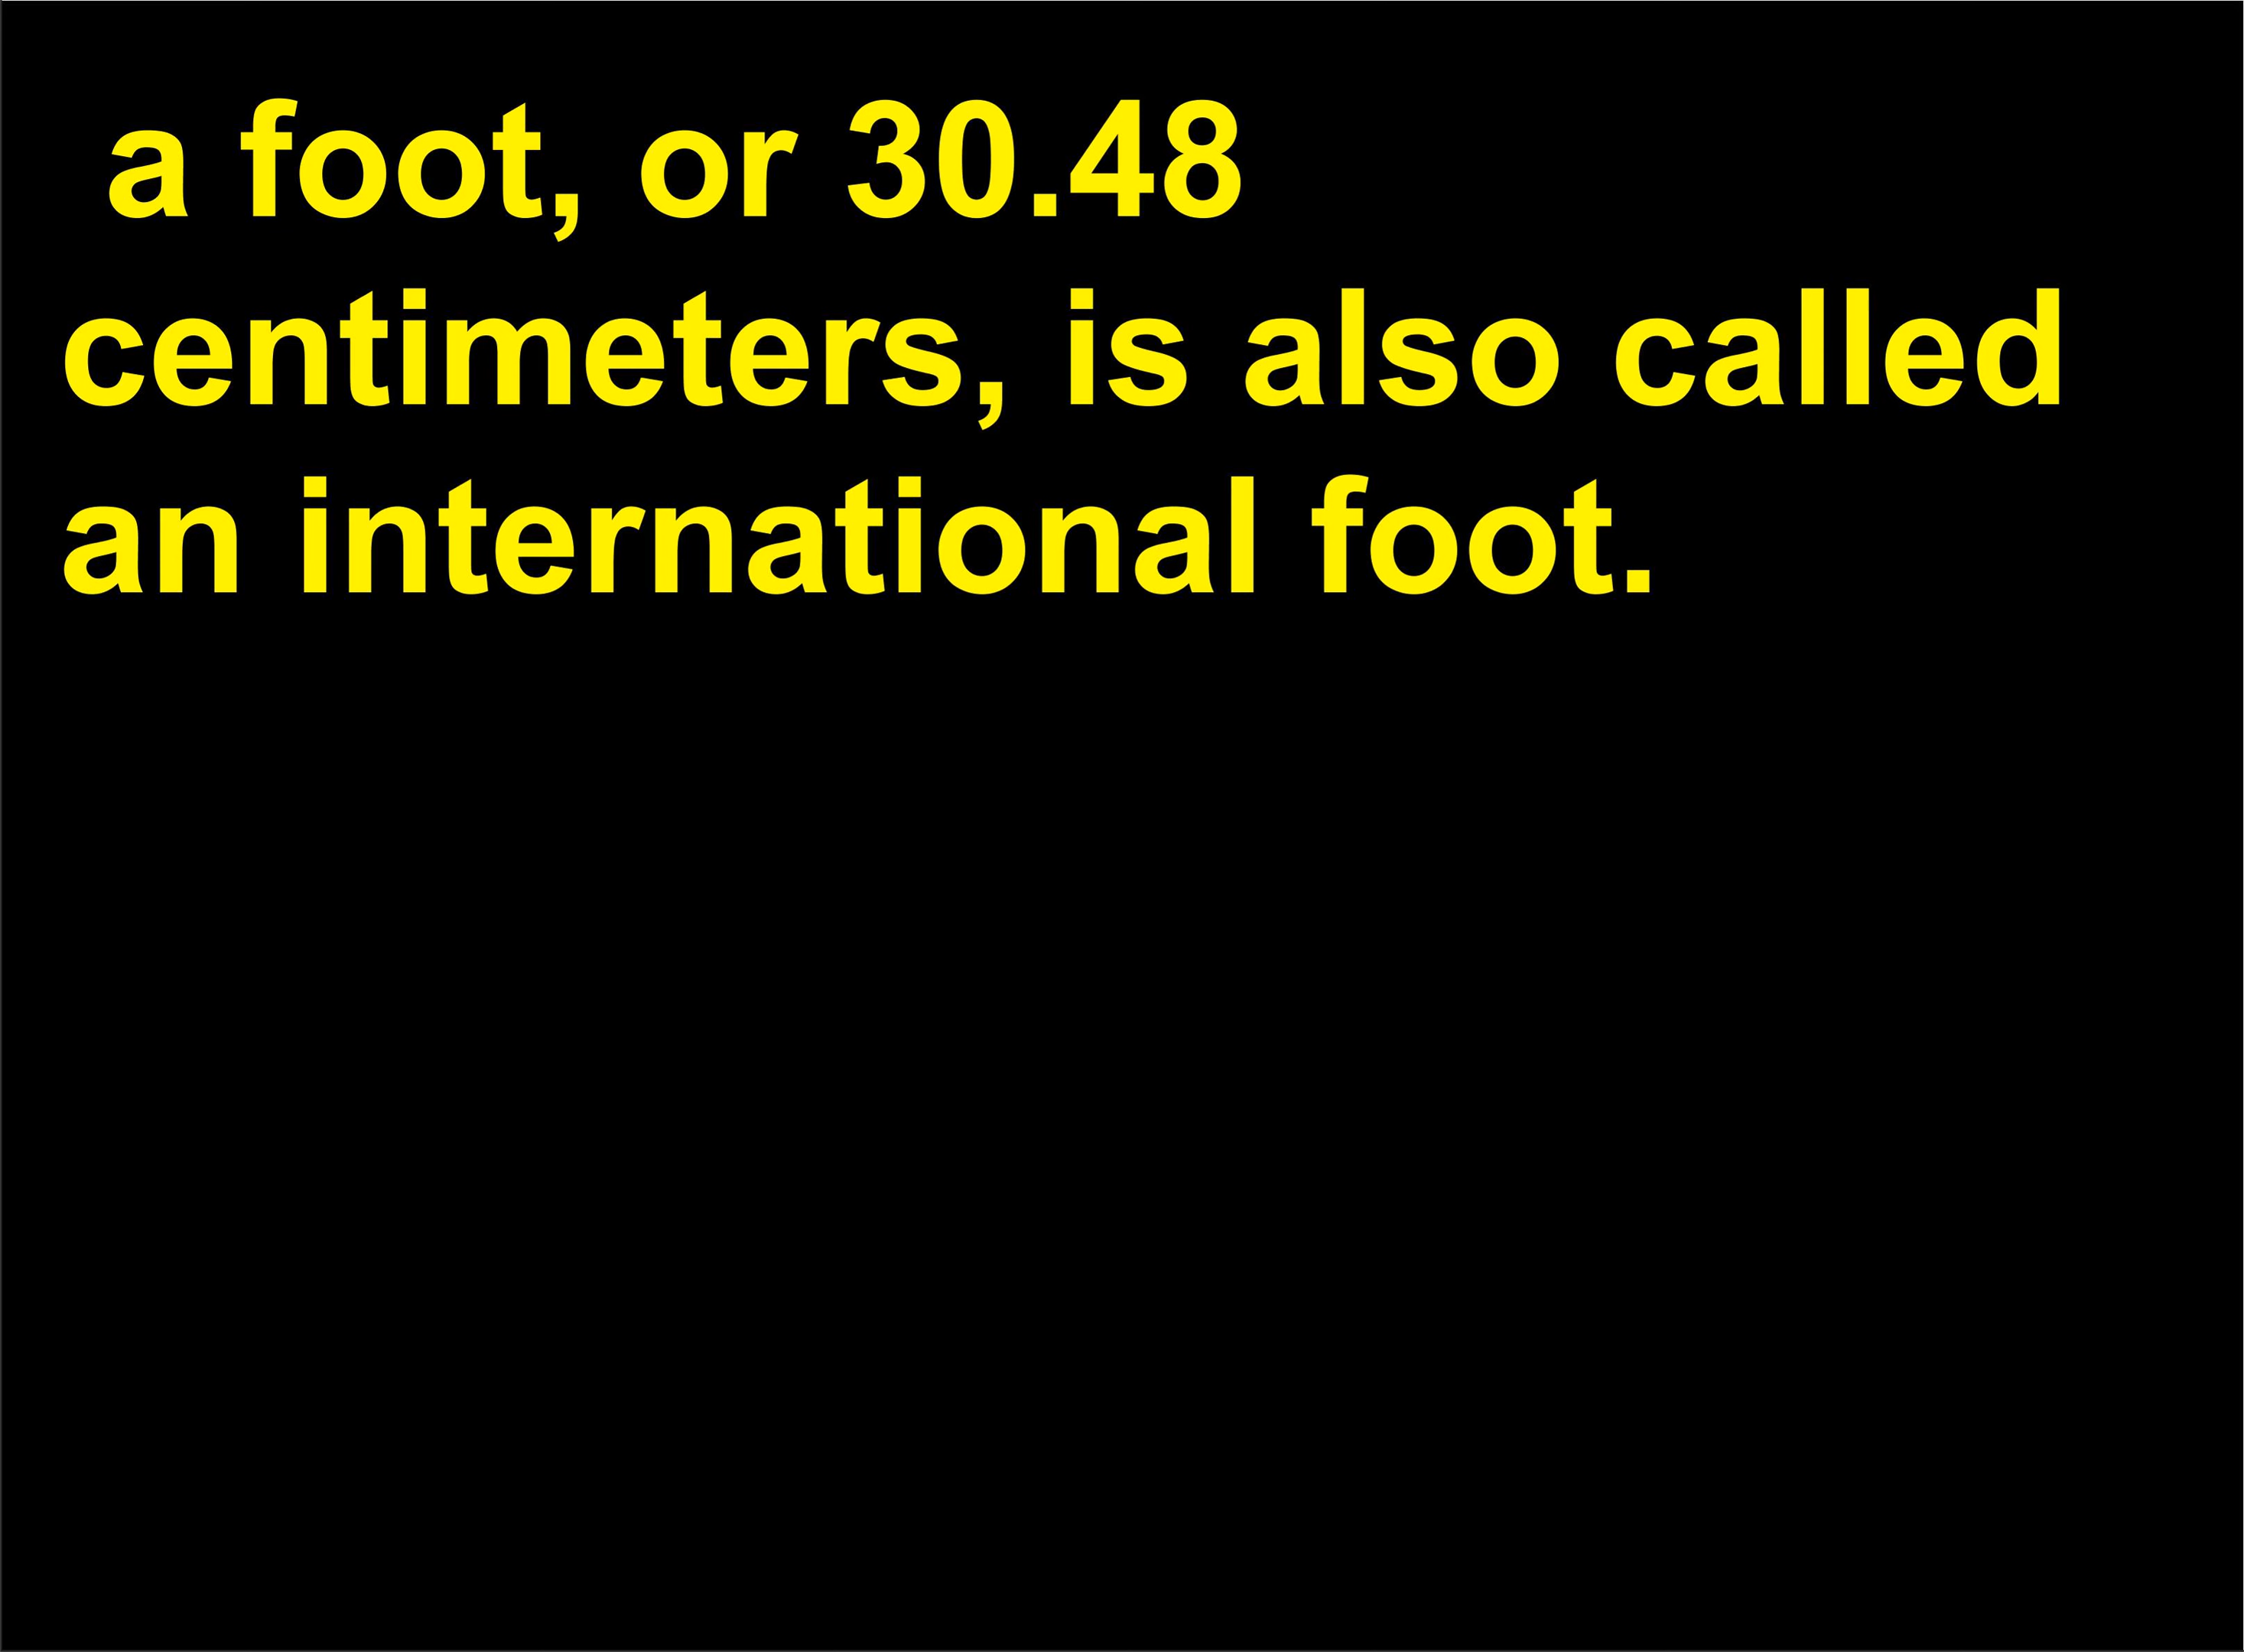 a foot, or 30.48
centimeters, is also called
an international foot.